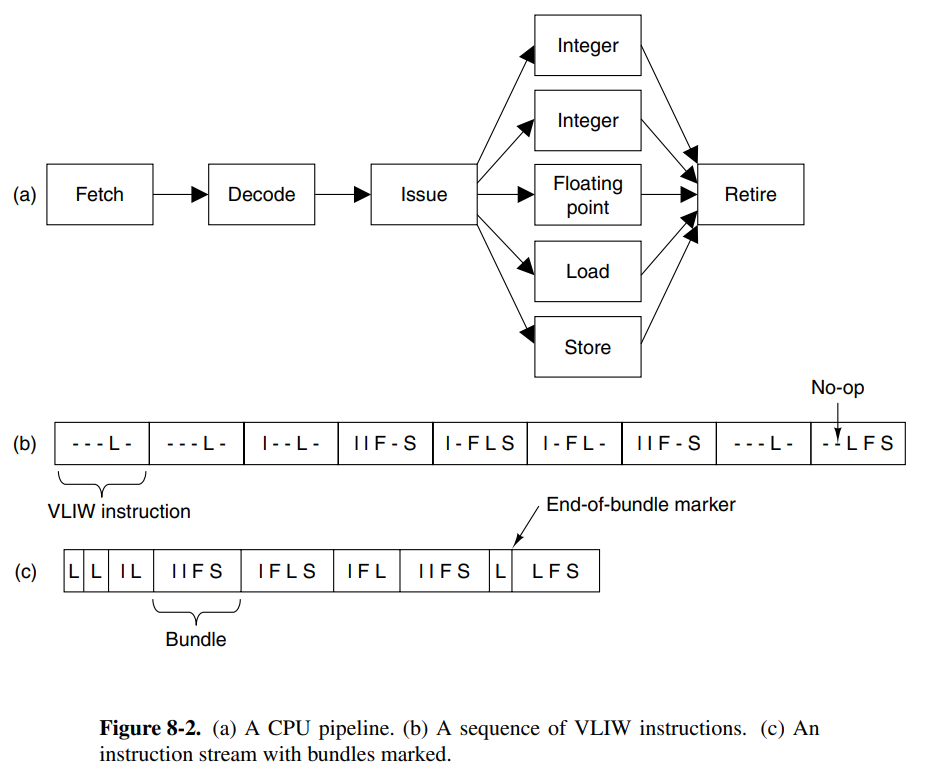 Integer
Integer
(a) Fetch Decode Issue Floating point Retire
Load
Store
No-op
(b) - - - L - - - - L - I - - L - I I F - S I - F L S I - F L - I I F - S - - - L - - - L F S
VLIW instruction
End-of-bundle marker
(c) L L I L I I F S I F L S I F L I I F S L L F S
Bundle
Figure 8-2. (a) A CPU pipeline. (b) A sequence of VLIW instructions. (c) An
instruction stream with bundles marked.